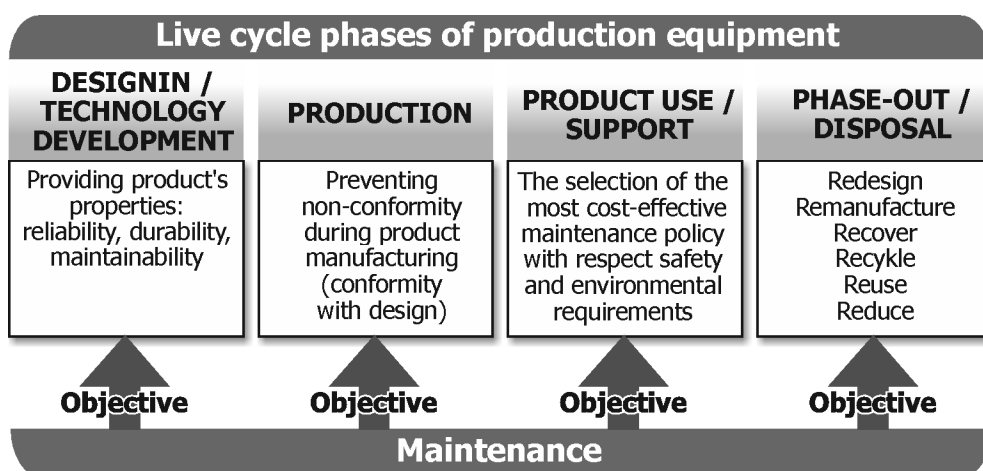 Live cycle phases of production equipment
DESIGNIN /
TECHNOLOGY
DEVELOPMENT
Providing product's
properties:
reliability, durability,
maintainability
PRODUCTION
Preventing
non-conformity
during product
manufacturing
(conformity
with design)
PRODUCT USE /
SUPPORT
The selection of the
most cost-effective
maintenance policy
with respect safety
and environmental
requirements
PHASE-OUT /
DISPOSAL
Redesign
Remanufacture
Recover
Recykle
Reuse
Reduce
Objective
Objective
Objective
Objective
Maintenance